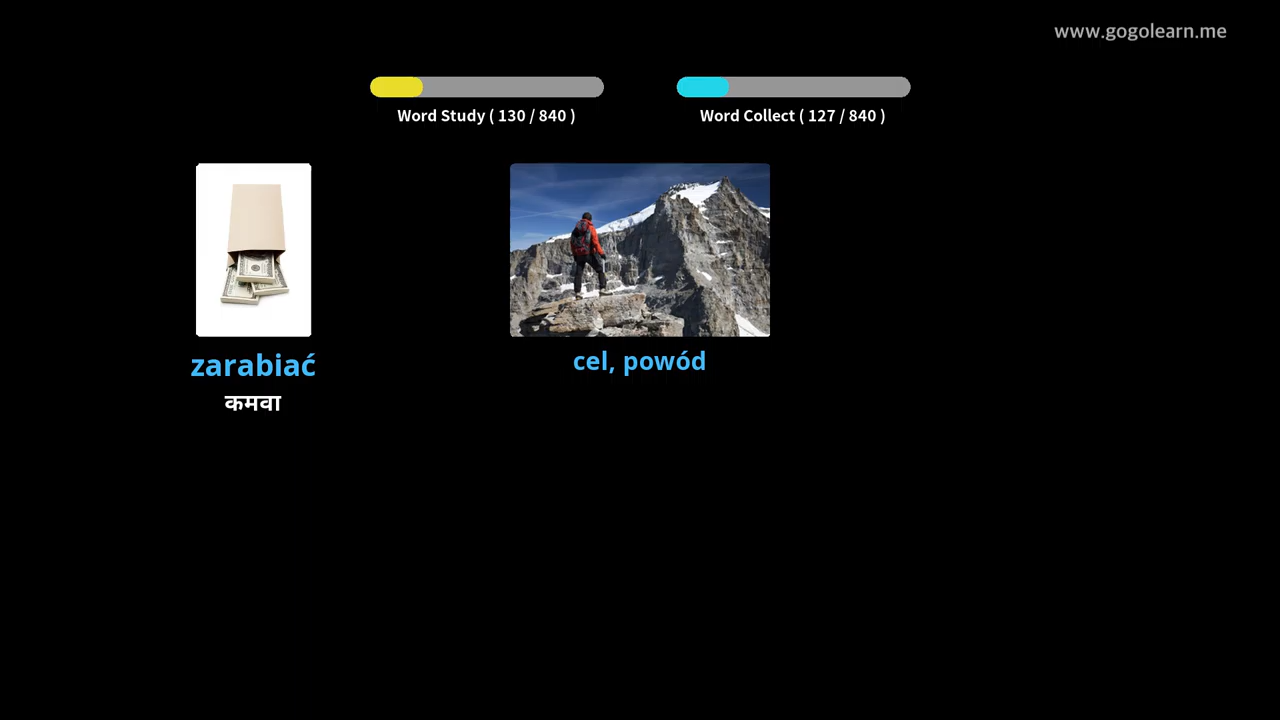 www.gogolearn.me
Word Study ( 130 / 840 )
Word Collect ( 127 / 840 )
zarabiać
कमवा
cel, powód